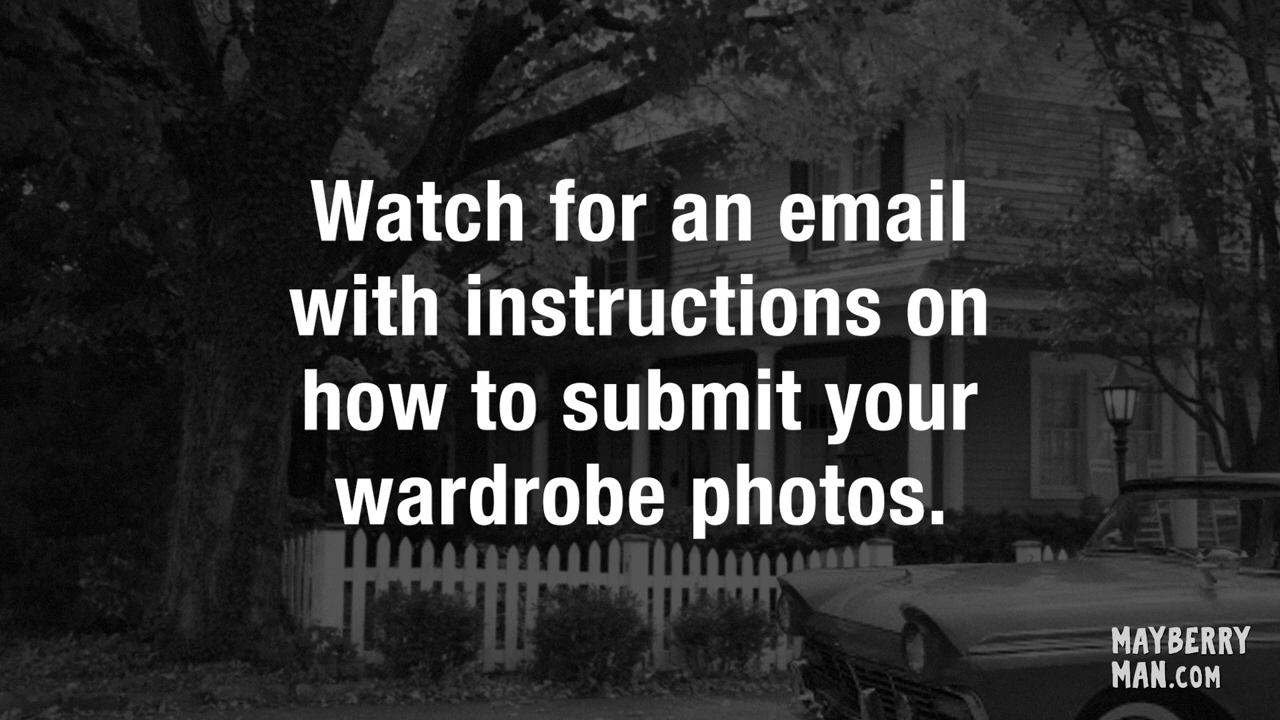 Watch for an email
with instructions on
how to submit your
wardrobe photos.
MAYBERRY
MAN.COM